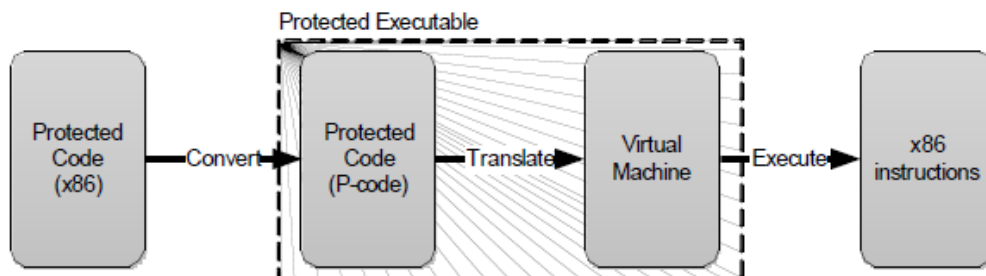 Protected Executable
Protected
Code
(x86)
Convert
Protected
Code
(P-code)
Translate
Virtual
Machine
Execute
x86
instructions